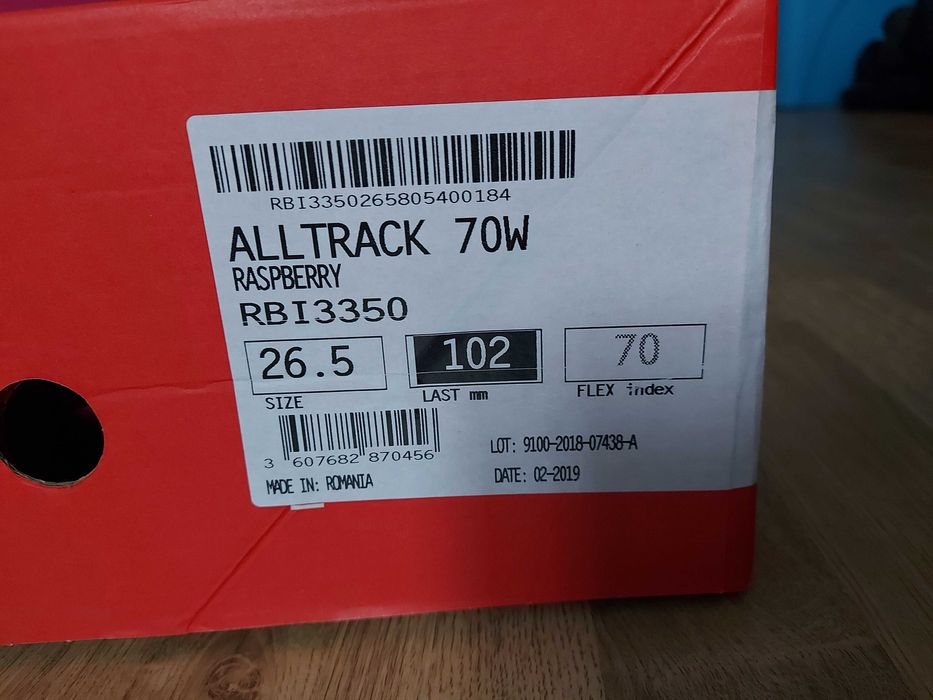 RBI3350265805400184
ALLTRACK 70W
RASPBERRY
RBI3350
26.5 102 70
SIZE LAST mm FLEX index
3 607682 870456
LOT: 9100-2018-07438-A
MADE IN: ROMANIA
DATE: 02-2019